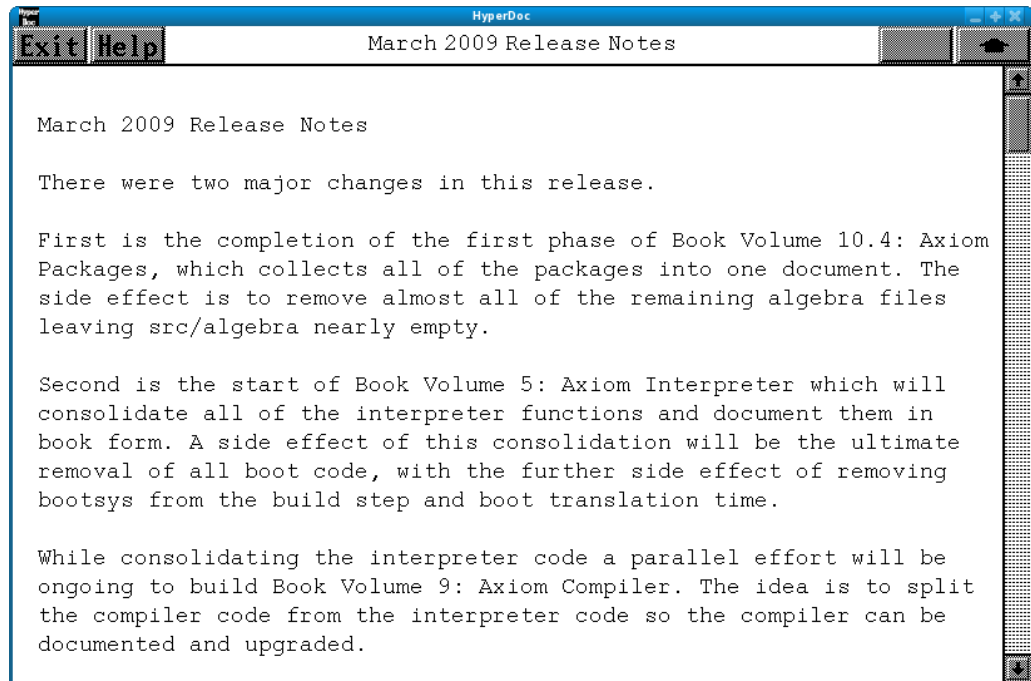 Hyper
Doc
HyperDoc
Exit Help
March 2009 Release Notes
March 2009 Release Notes
There were two major changes in this release.
First is the completion of the first phase of Book Volume 10.4: Axiom
Packages, which collects all of the packages into one document. The
side effect is to remove almost all of the remaining algebra files
leaving src/algebra nearly empty.
Second is the start of Book Volume 5: Axiom Interpreter which will
consolidate all of the interpreter functions and document them in
book form. A side effect of this consolidation will be the ultimate
removal of all boot code, with the further side effect of removing
bootsys from the build step and boot translation time.
While consolidating the interpreter code a parallel effort will be
ongoing to build Book Volume 9: Axiom Compiler. The idea is to split
the compiler code from the interpreter code so the compiler can be
documented and upgraded.